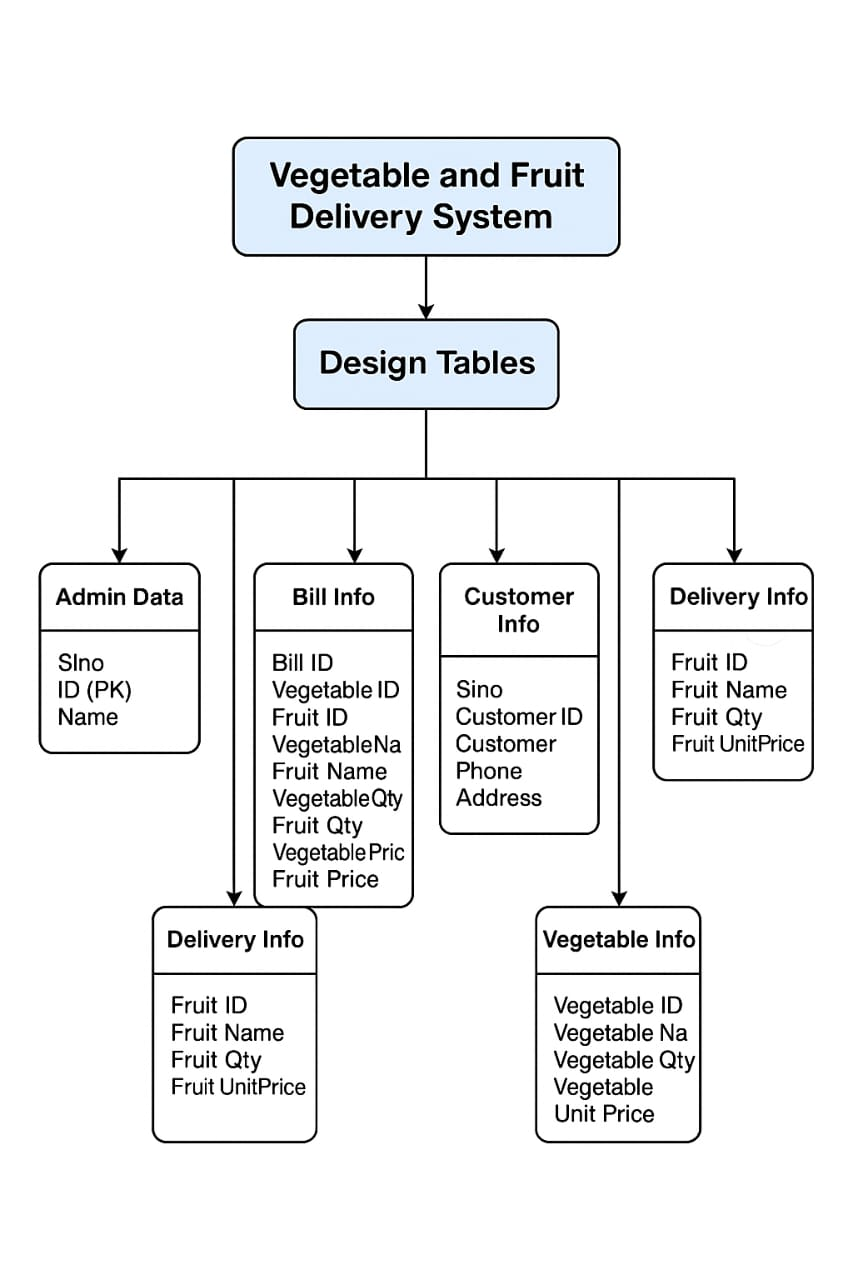 Vegetable and Fruit
Delivery System
Design Tables
Admin Data
Slno
ID (PK)
Name
Bill Info
Bill ID
Vegetable ID
Fruit ID
VegetableNa
Fruit Name
VegetableQty
Fruit Qty
VegetablePric
Fruit Price
Customer
Info
Sino
Customer ID
Customer
Phone
Address
Delivery Info
Fruit ID
Fruit Name
Fruit Qty
Fruit UnitPrice
Delivery Info
Fruit ID
Fruit Name
Fruit Qty
Fruit UnitPrice
Vegetable Info
Vegetable ID
Vegetable Na
Vegetable Qty
Vegetable
Unit Price